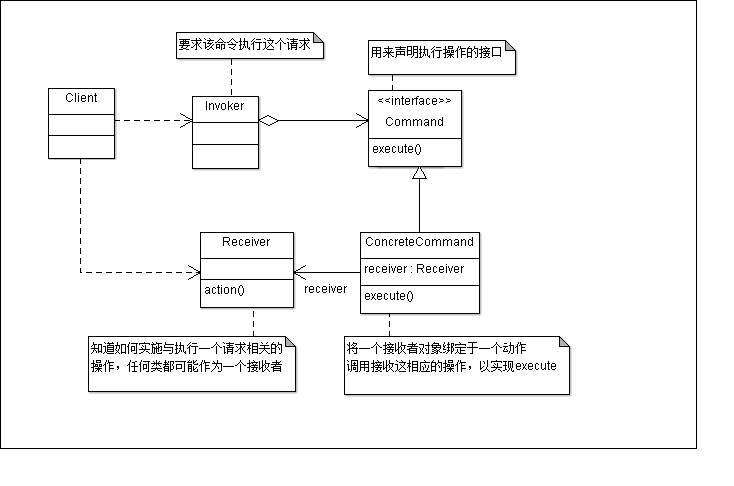 要求该命令执行这个请求
用来声明执行操作的接口
Client
Invoker
<<interface>>
Command
execute()
Receiver
action()
receiver
ConcreteCommand
receiver : Receiver
execute()
知道如何实施与执行一个请求相关的
操作，任何类都可能作为一个接收者
将一个接收者对象绑定于一个动作
调用接收这相应的操作，以实现execute